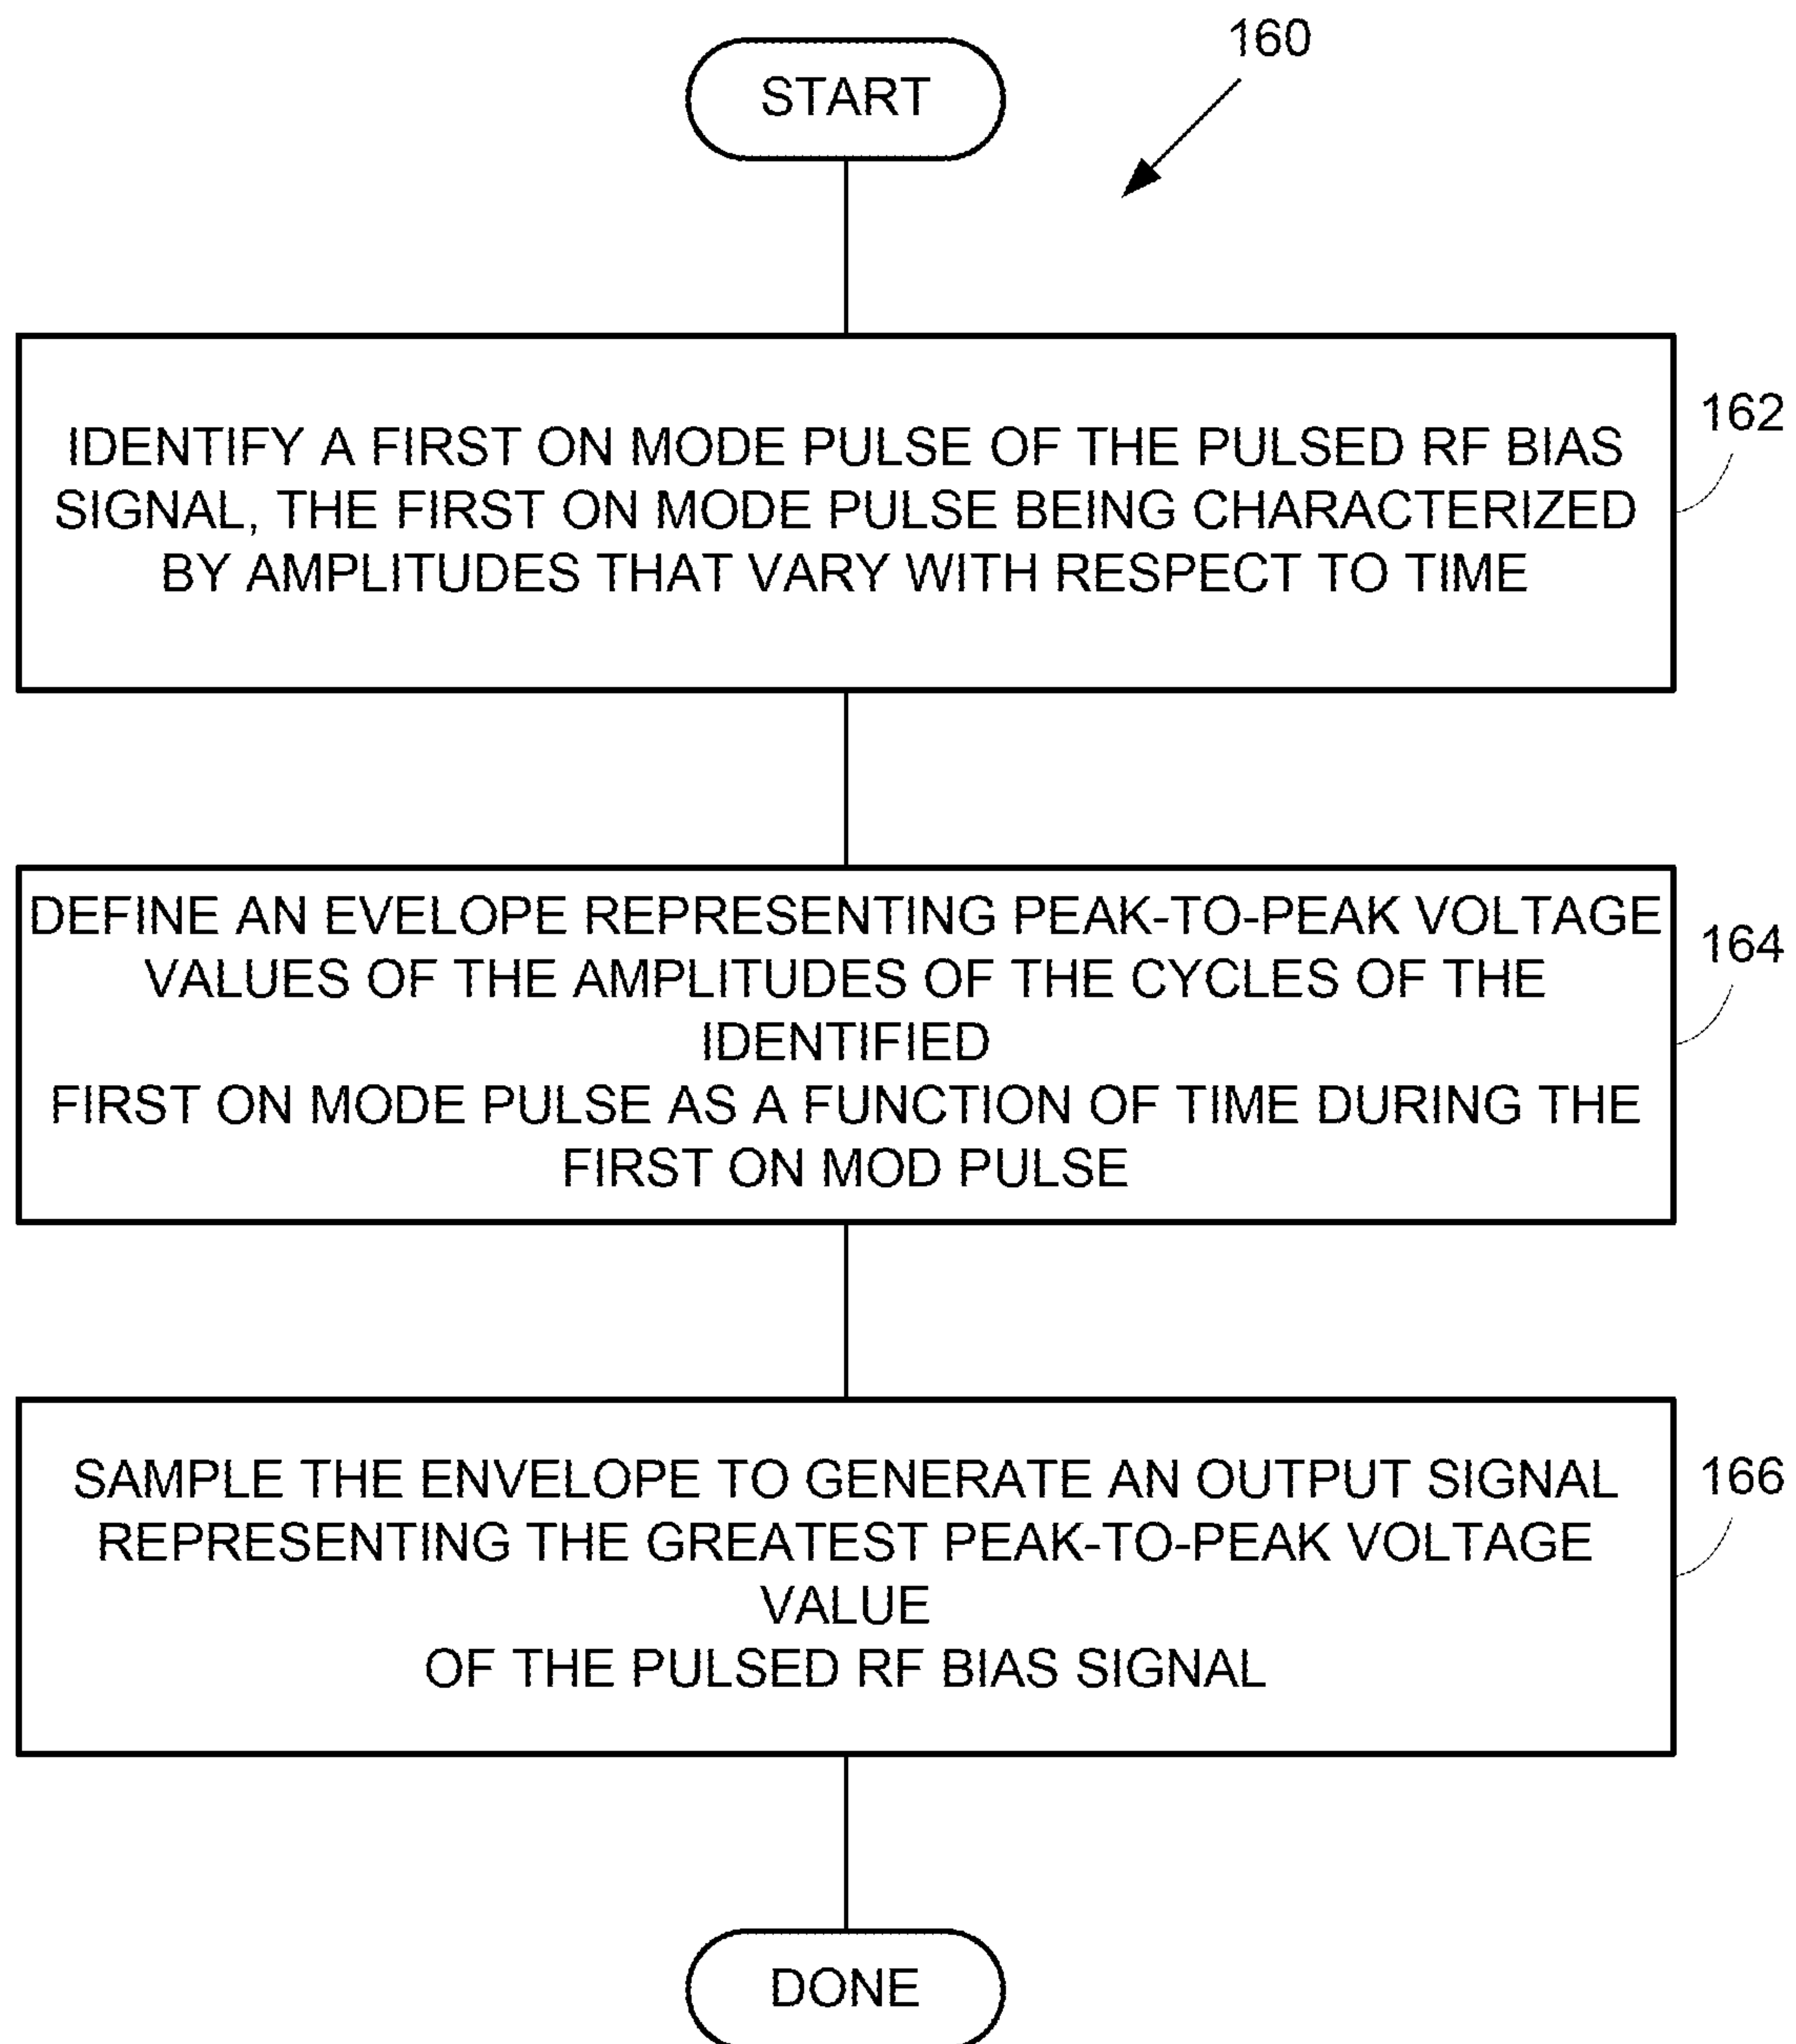 160
START
162
IDENTIFY A FIRST ON MODE PULSE OF THE PULSED RF BIAS
SIGNAL, THE FIRST ON MODE PULSE BEING CHARACTERIZED
BY AMPLITUDES THAT VARY WITH RESPECT TO TIME
164
DEFINE AN EVELOPE REPRESENTING PEAK-TO-PEAK VOLTAGE
VALUES OF THE AMPLITUDES OF THE CYCLES OF THE
IDENTIFIED
FIRST ON MODE PULSE AS A FUNCTION OF TIME DURING THE
FIRST ON MOD PULSE
166
SAMPLE THE ENVELOPE TO GENERATE AN OUTPUT SIGNAL
REPRESENTING THE GREATEST PEAK-TO-PEAK VOLTAGE
VALUE
OF THE PULSED RF BIAS SIGNAL
DONE